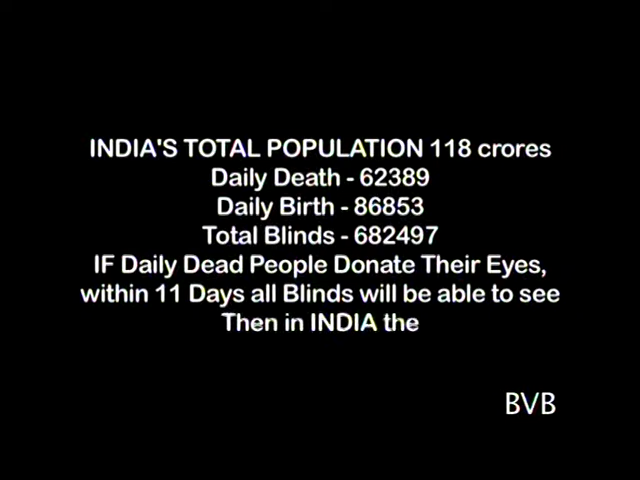 INDIA'S TOTAL POPULATION 118 crores
Daily Death - 62389
Daily Birth - 86853
Total Blinds - 682497
IF Daily Dead People Donate Their Eyes,
within 11 Days all Blinds will be able to see
Then in INDIA the
BVB